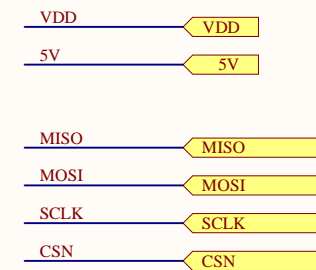 VDD VDD
5V 5V
MISO MISO
MOSI MOSI
SCLK SCLK
CSN CSN